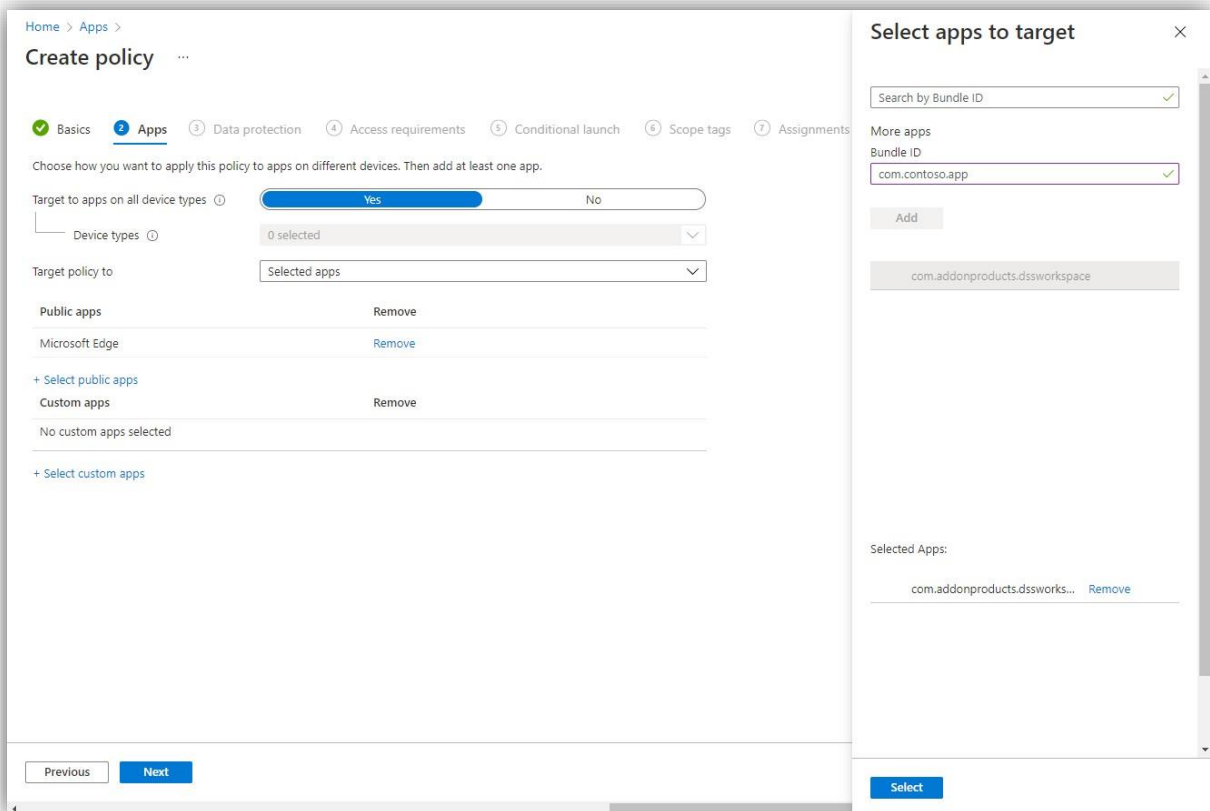 Home > Apps >
Create policy ...
Basics 2 Apps 3 Data protection 4 Access requirements 5 Conditional launch 6 Scope tags 7 Assignments
Choose how you want to apply this policy to apps on different devices. Then add at least one app.
Target to apps on all device types Yes No
Device types 0 selected
Target policy to Selected apps
Public apps Remove
Microsoft Edge Remove
+ Select public apps
Custom apps Remove
No custom apps selected
+ Select custom apps
Previous Next
Select apps to target
Search by Bundle ID
More apps
Bundle ID
com.contoso.app
Add
com.addonproducts.dssworkspace
Selected Apps:
com.addonproducts.dssworks... Remove
Select